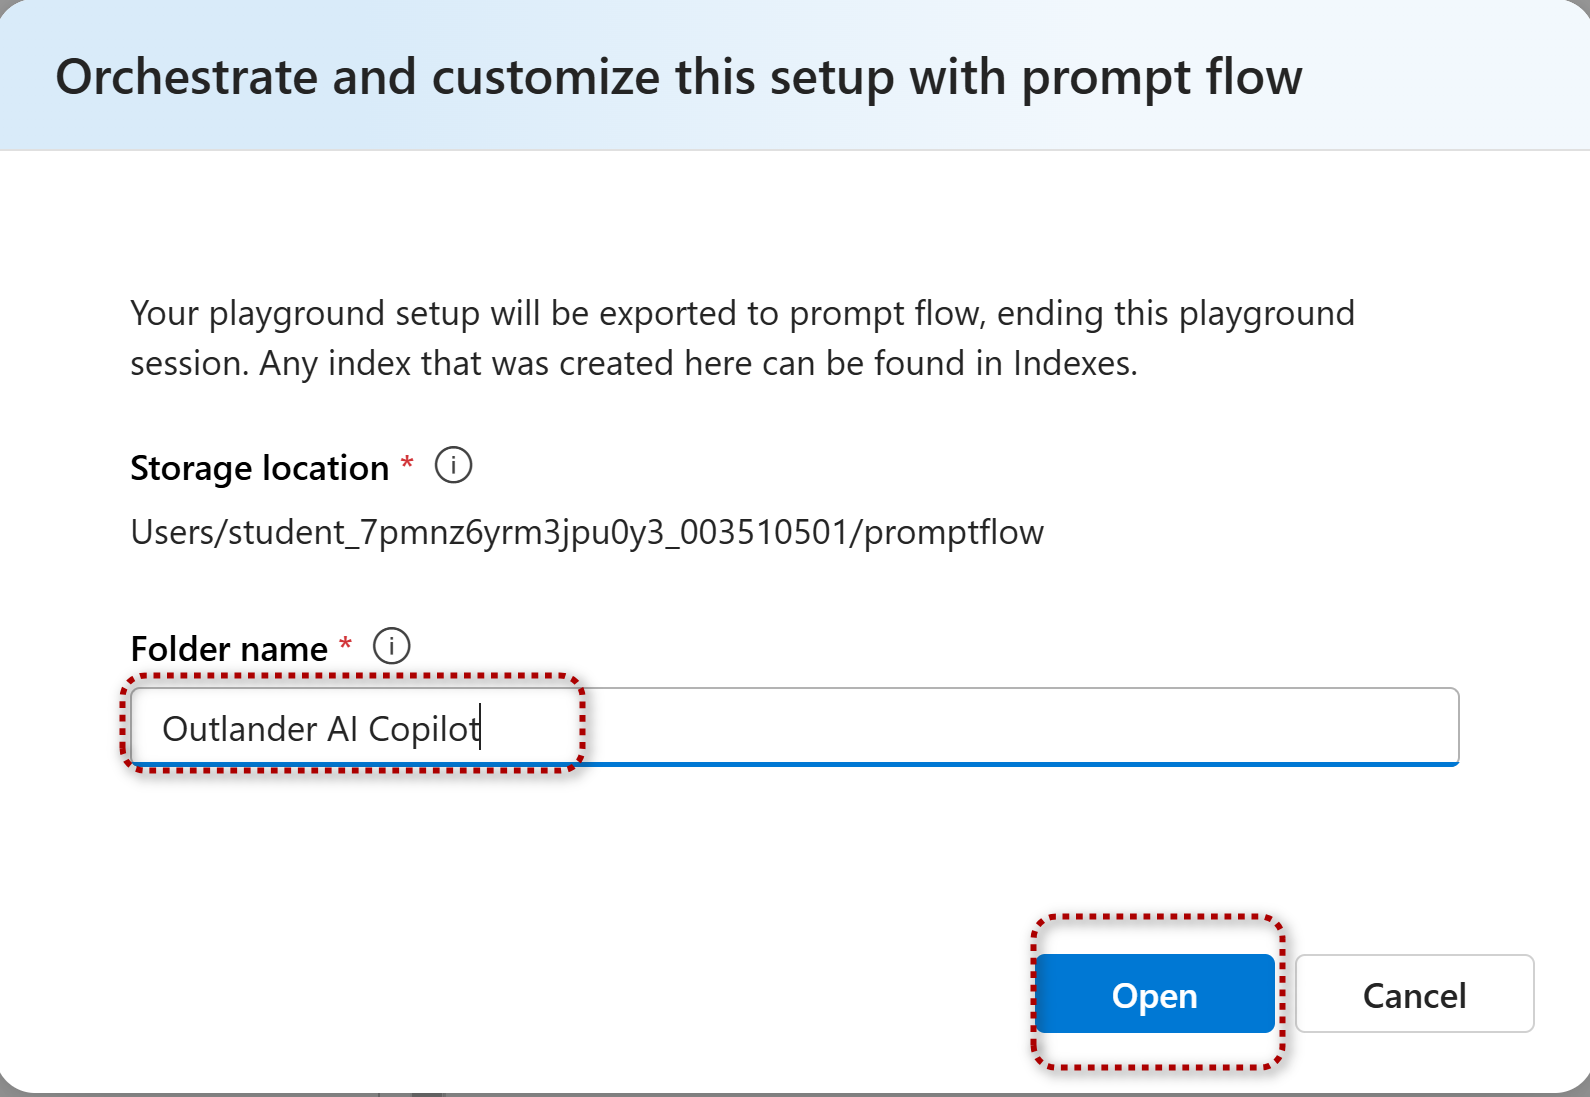 Orchestrate and customize this setup with prompt flow
Your playground setup will be exported to prompt flow, ending this playground
session. Any index that was created here can be found in Indexes.
Storage location *
Users/student_7pmnz6yrm3jpu0y3_003510501/promptflow
Folder name *
Outlander AI Copilot
Open
Cancel